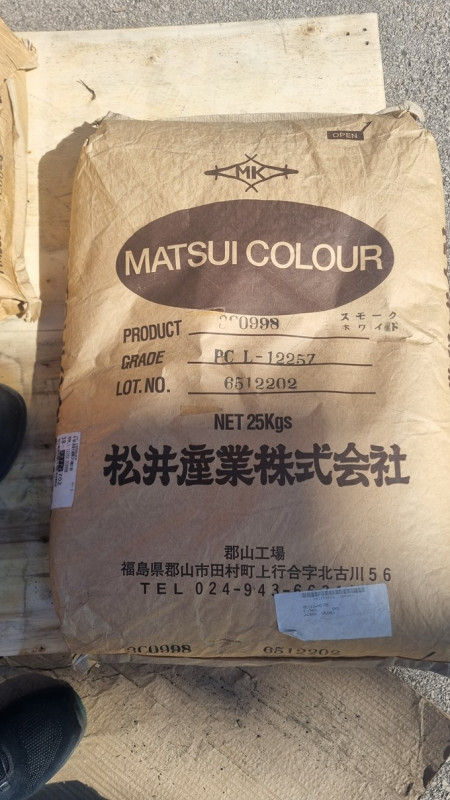 OPEN
MK
MATSUI COLOUR
PRODUCT 3C0998 スモーク
ホワイト
GRADE PC L-12257
LOT.NO. 6512202
NET 25Kgs
松井産業株式会社
郡山工場
福島県郡山市田村町上行合字北古川56
TEL 024-943-
3C0998 6512202